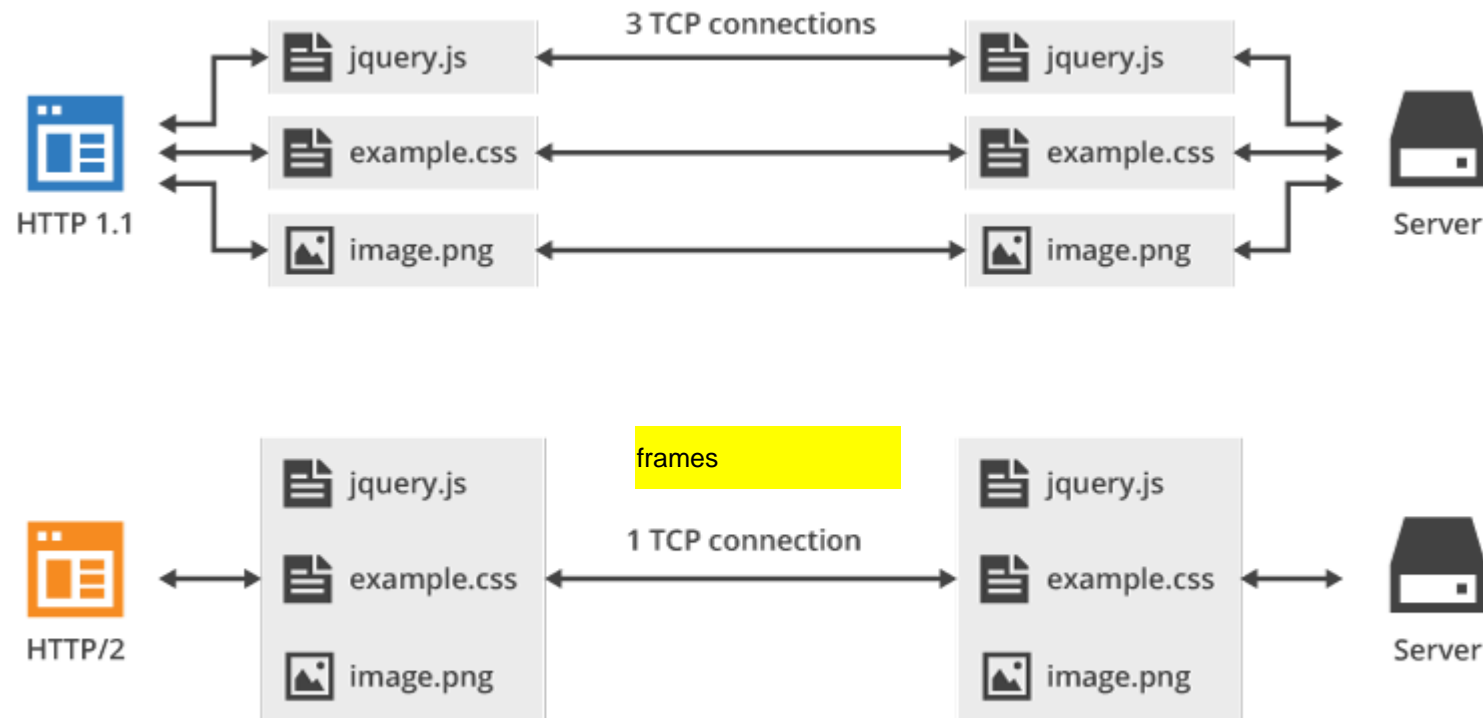 3 TCP connections
jquery.js
jquery.js
example.css
example.css
HTTP 1.1
Server
image.png
image.png
frames
jquery.js
jquery.js
1 TCP connection
example.css
example.css
HTTP/2
Server
image.png
image.png